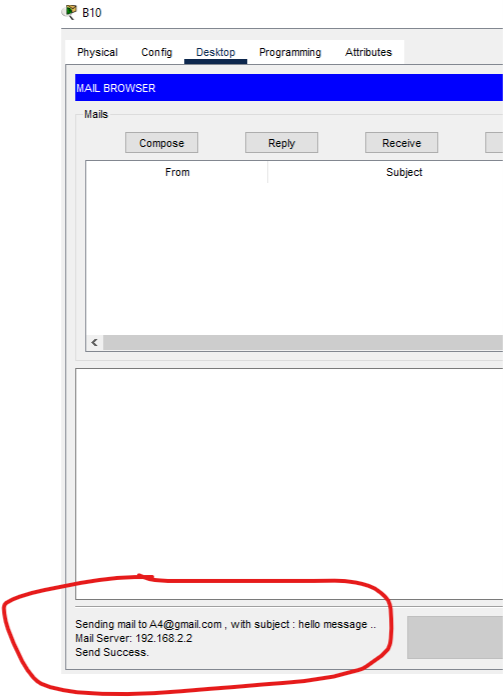 B10
Physical Config Desktop Programming Attributes
MAIL BROWSER
Mails
Compose Reply Receive
From Subject
<
Sending mail to A4@gmail.com , with subject : hello message ..
Mail Server: 192.168.2.2
Send Success.